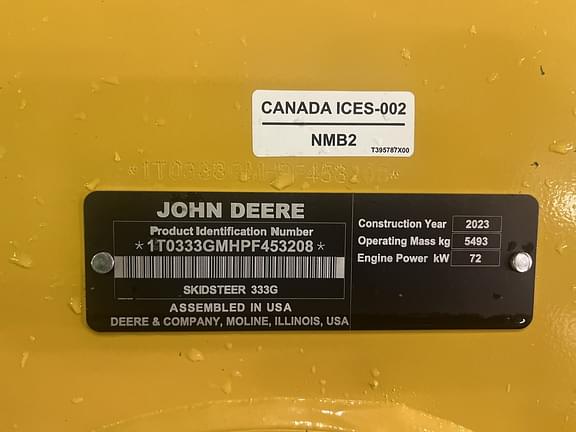 CANADA ICES-002
NMB2
T395787X00
*1T0333GMHPF453208*
JOHN DEERE
Product Identification Number
*1T0333GMHPF453208*
SKIDSTEER 333G
ASSEMBLED IN USA
DEERE & COMPANY, MOLINE, ILLINOIS, USA
Construction Year 2023
Operating Mass kg 5493
Engine Power kW 72